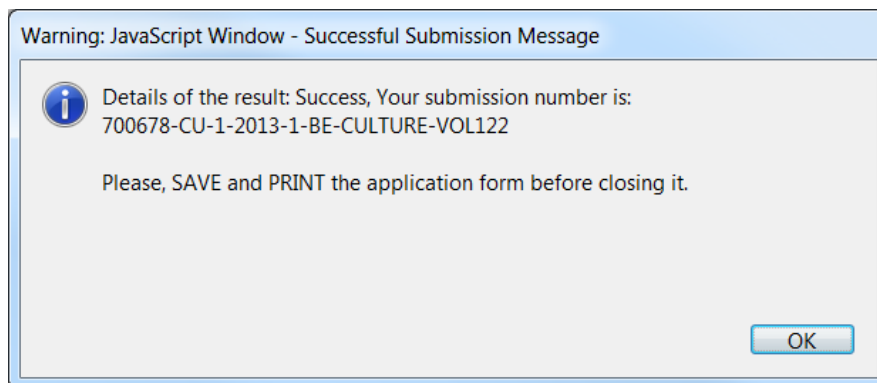 Warning: JavaScript Window - Successful Submission Message
Details of the result: Success, Your submission number is:
700678-CU-1-2013-1-BE-CULTURE-VOL122
Please, SAVE and PRINT the application form before closing it.
OK